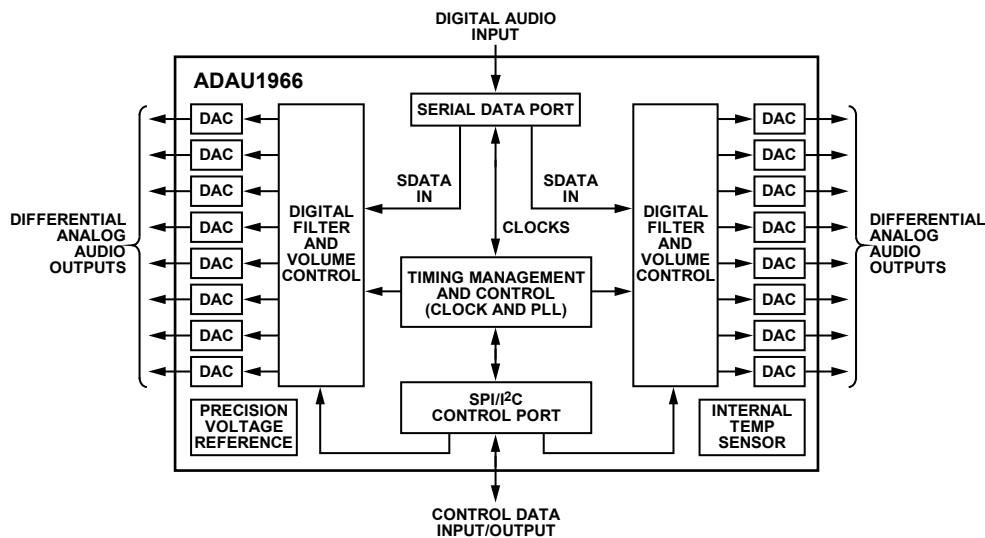 DIGITAL AUDIO
INPUT
ADAU1966
SERIAL DATA PORT
DAC
DAC
DAC
DAC
DAC
DAC
DAC
DAC
DIFFERENTIAL
ANALOG
AUDIO
OUTPUTS
DIGITAL
FILTER
AND
VOLUME
CONTROL
SDATA
IN
CLOCKS
SDATA
IN
TIMING MANAGEMENT
AND CONTROL
(CLOCK AND PLL)
SPI/I²C
CONTROL PORT
DIGITAL
FILTER
AND
VOLUME
CONTROL
DAC
DAC
DAC
DAC
DAC
DAC
DAC
DAC
DIFFERENTIAL
ANALOG
AUDIO
OUTPUTS
PRECISION
VOLTAGE
REFERENCE
INTERNAL
TEMP
SENSOR
CONTROL DATA
INPUT/OUTPUT